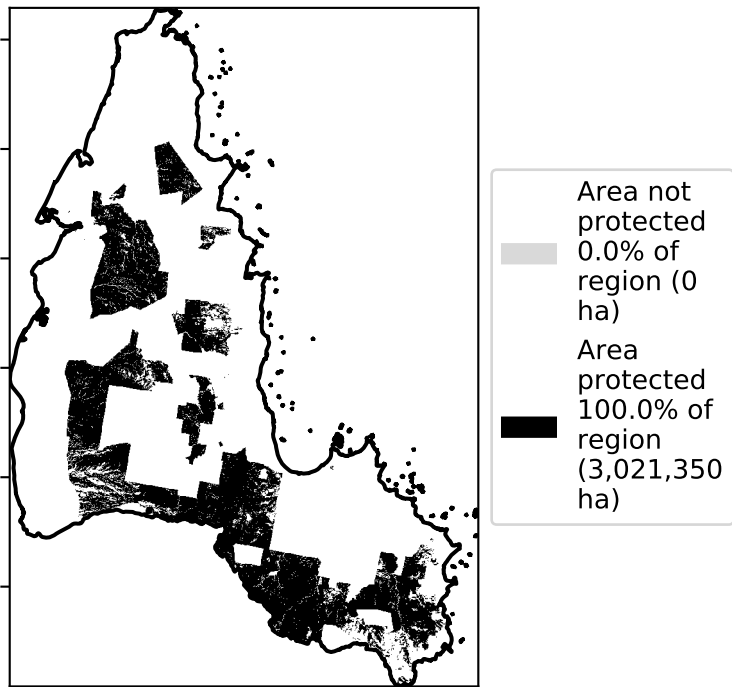 Area not
protected
0.0% of
region (0
ha)
Area
protected
100.0% of
region
(3,021,350
ha)